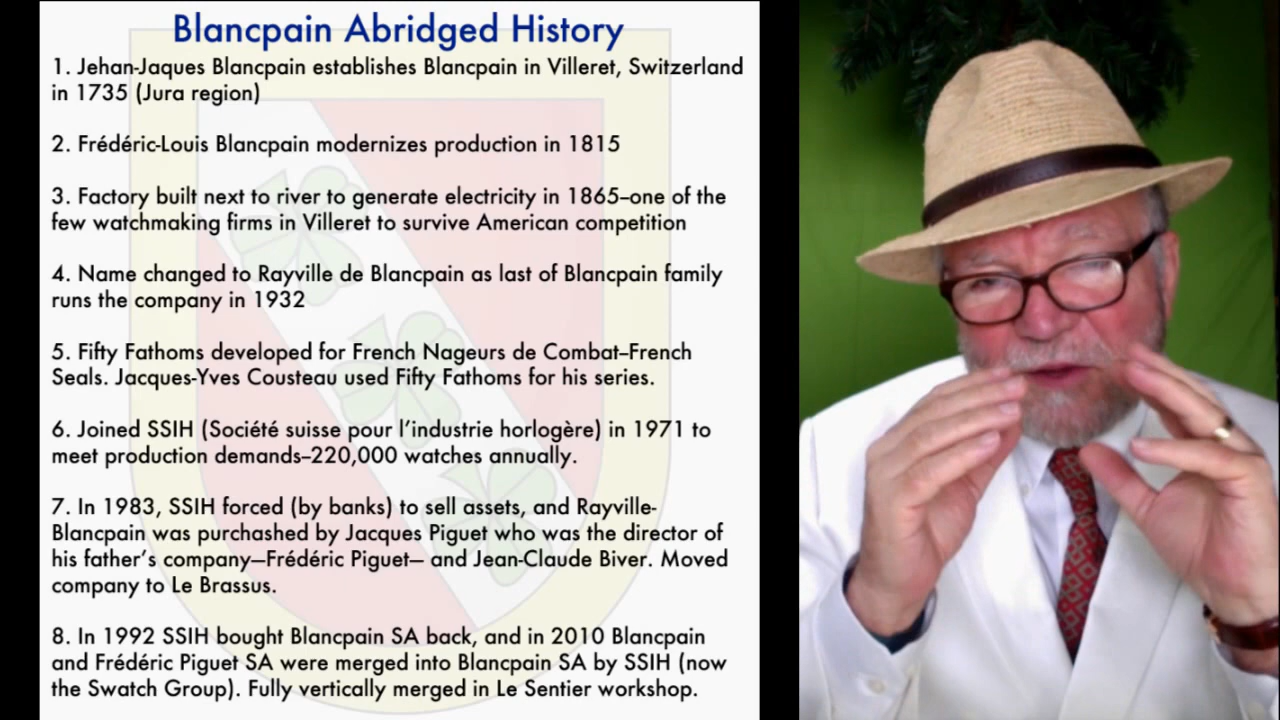 Blancpain Abridged History
1. Jehan-Jaques Blancpain establishes Blancpain in Villeret, Switzerland
in 1735 (Jura region)
2. Frédéric-Louis Blancpain modernizes production in 1815
3. Factory built next to river to generate electricity in 1865–one of the
few watchmaking firms in Villeret to survive American competition
4. Name changed to Rayville de Blancpain as last of Blancpain family
runs the company in 1932
5. Fifty Fathoms developed for French Nageurs de Combat–French
Seals. Jacques-Yves Cousteau used Fifty Fathoms for his series.
6. Joined SSIH (Société suisse pour l'industrie horlogère) in 1971 to
meet production demands–220,000 watches annually.
7. In 1983, SSIH forced (by banks) to sell assets, and Rayville-
Blancpain was purchashed by Jacques Piguet who was the director of
his father's company—Frédéric Piguet— and Jean-Claude Biver. Moved
company to Le Brassus.
8. In 1992 SSIH bought Blancpain SA back, and in 2010 Blancpain
and Frédéric Piguet SA were merged into Blancpain SA by SSIH (now
the Swatch Group). Fully vertically merged in Le Sentier workshop.